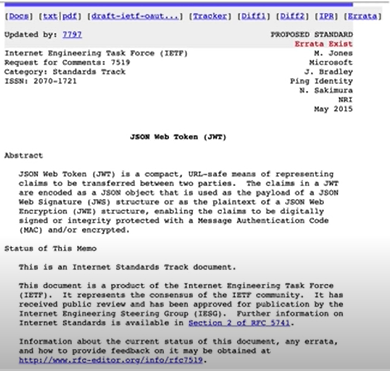 [Docs] [txt|pdf] [draft-ietf-oaut...] [Tracker] [Diff1] [Diff2] [IPR] [Errata]
Updated by: 7797 PROPOSED STANDARD
Errata Exist
Internet Engineering Task Force (IETF) M. Jones
Request for Comments: 7519 Microsoft
Category: Standards Track J. Bradley
ISSN: 2070-1721 Ping Identity
N. Sakimura
NRI
May 2015
JSON Web Token (JWT)
Abstract
JSON Web Token (JWT) is a compact, URL-safe means of representing
claims to be transferred between two parties. The claims in a JWT
are encoded as a JSON object that is used as the payload of a JSON
Web Signature (JWS) structure or as the plaintext of a JSON Web
Encryption (JWE) structure, enabling the claims to be digitally
signed or integrity protected with a Message Authentication Code
(MAC) and/or encrypted.
Status of This Memo
This is an Internet Standards Track document.
This document is a product of the Internet Engineering Task Force
(IETF). It represents the consensus of the IETF community. It has
received public review and has been approved for publication by the
Internet Engineering Steering Group (IESG). Further information on
Internet Standards is available in Section 2 of RFC 5741.
Information about the current status of this document, any errata,
and how to provide feedback on it may be obtained at
http://www.rfc-editor.org/info/rfc7519.